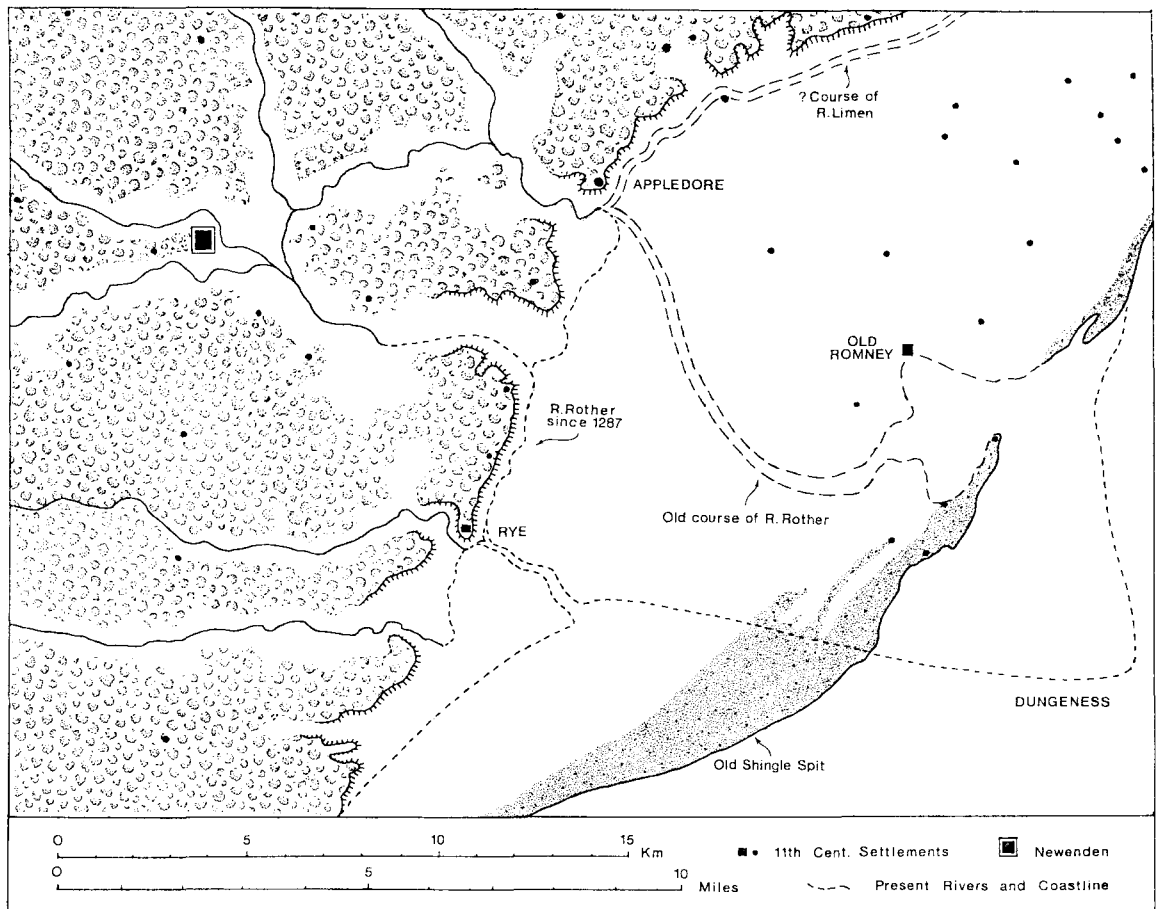 ? Course of
R. Limen
APPLEDORE
OLD
ROMNEY
R. Rother
since 1287
Old course of R. Rother
RYE
DUNGENESS
Old Shingle Spit
0 5 10 15 Km
0 5 10 Miles
11th Cent. Settlements
Newenden
Present Rivers and Coastline